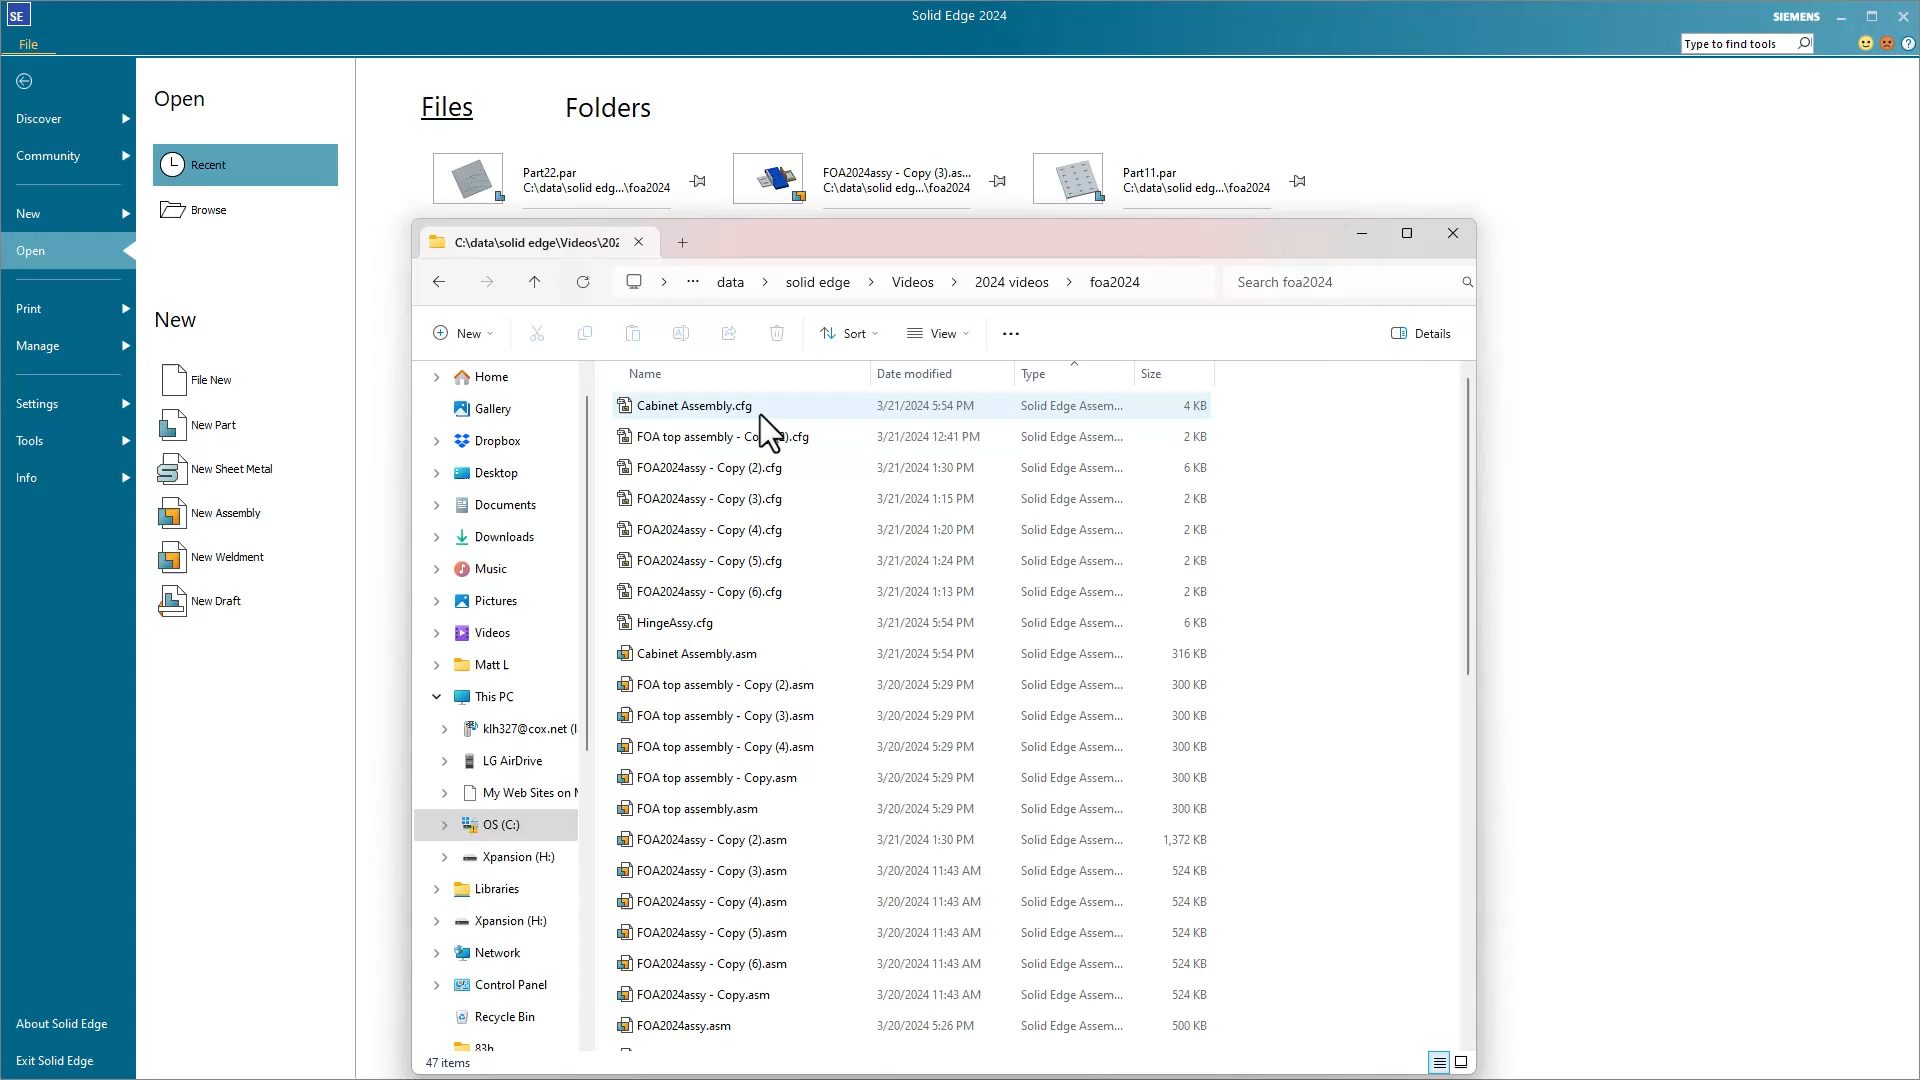 SE
Solid Edge 2024
SIEMENS
File
Type to find tools
Discover
Community
New
Open
Print
Manage
Settings
Tools
Info
About Solid Edge
Exit Solid Edge
Open
Recent
Browse
New
File New
New Part
New Sheet Metal
New Assembly
New Weldment
New Draft
Files
Folders
Part22.par
C:\data\solid edg...\foa2024
FOA2024assy - Copy (3).as...
C:\data\solid edg...\foa2024
Part11.par
C:\data\solid edg...\foa2024
C:\data\solid edge\Videos\202
··· data > solid edge > Videos > 2024 videos > foa2024
Search foa2024
New
Sort
View
Details
Home
Gallery
Dropbox
Desktop
Documents
Downloads
Music
Pictures
Videos
Matt L
This PC
klh327@cox.net (l
LG AirDrive
My Web Sites on
OS (C:)
Xpansion (H:)
Libraries
Xpansion (H:)
Network
Control Panel
Recycle Bin
83h
Name Date modified Type Size
Cabinet Assembly.cfg 3/21/2024 5:54 PM Solid Edge Assem... 4 KB
FOA top assembly - .cfg 3/21/2024 12:41 PM Solid Edge Assem... 2 KB
FOA2024assy - Copy (2).cfg 3/21/2024 1:30 PM Solid Edge Assem... 6 KB
FOA2024assy - Copy (3).cfg 3/21/2024 1:15 PM Solid Edge Assem... 2 KB
FOA2024assy - Copy (4).cfg 3/21/2024 1:20 PM Solid Edge Assem... 2 KB
FOA2024assy - Copy (5).cfg 3/21/2024 1:24 PM Solid Edge Assem... 2 KB
FOA2024assy - Copy (6).cfg 3/21/2024 1:13 PM Solid Edge Assem... 2 KB
HingeAssy.cfg 3/21/2024 5:54 PM Solid Edge Assem... 6 KB
Cabinet Assembly.asm 3/21/2024 5:54 PM Solid Edge Assem... 316 KB
FOA top assembly - Copy (2).asm 3/20/2024 5:29 PM Solid Edge Assem... 300 KB
FOA top assembly - Copy (3).asm 3/20/2024 5:29 PM Solid Edge Assem... 300 KB
FOA top assembly - Copy (4).asm 3/20/2024 5:29 PM Solid Edge Assem... 300 KB
FOA top assembly - Copy.asm 3/20/2024 5:29 PM Solid Edge Assem... 300 KB
FOA top assembly.asm 3/20/2024 5:29 PM Solid Edge Assem... 300 KB
FOA2024assy - Copy (2).asm 3/21/2024 1:30 PM Solid Edge Assem... 1,372 KB
FOA2024assy - Copy (3).asm 3/20/2024 11:43 AM Solid Edge Assem... 524 KB
FOA2024assy - Copy (4).asm 3/20/2024 11:43 AM Solid Edge Assem... 524 KB
FOA2024assy - Copy (5).asm 3/20/2024 11:43 AM Solid Edge Assem... 524 KB
FOA2024assy - Copy (6).asm 3/20/2024 11:43 AM Solid Edge Assem... 524 KB
FOA2024assy - Copy.asm 3/20/2024 11:43 AM Solid Edge Assem... 524 KB
FOA2024assy.asm 3/20/2024 5:26 PM Solid Edge Assem... 500 KB
47 items